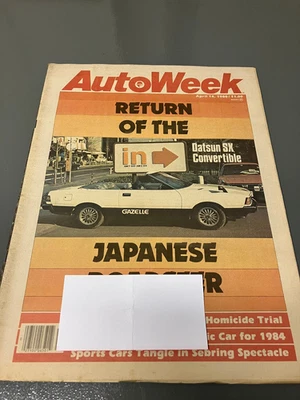 AutoWeek
RETURN
OF THE
Datsun SX
Convertible
in
GAZELLE
JAPANESE
Homicide Trial
Car for 1984
Sports Cars Tangle in Sebring Spectacle